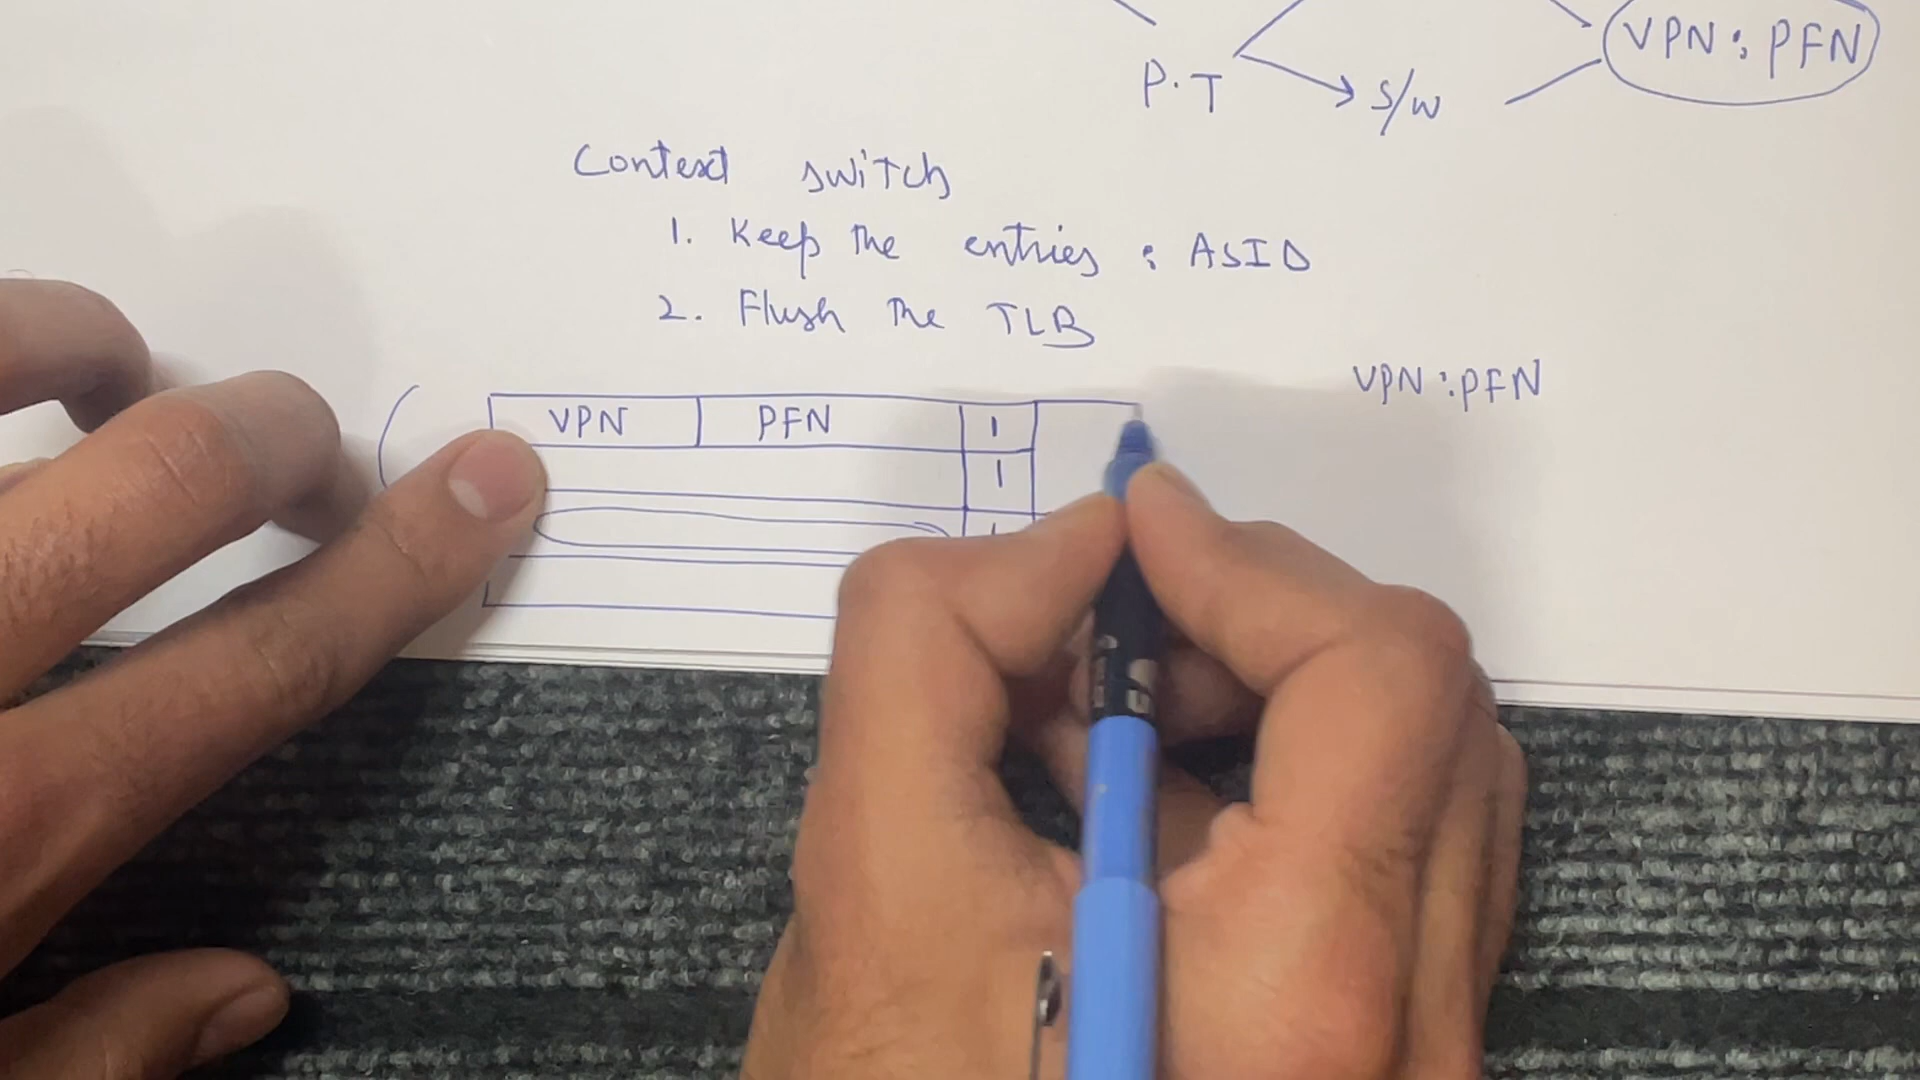 VPN : PFN
P.T
S/W
Context switch
1. Keep the entries : ASID
2. Flush the TLB
VPN : PFN
VPN PFN 1
1